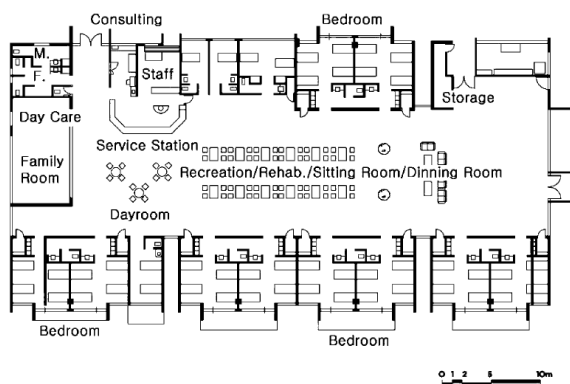 Consulting
Bedroom
M.
F.
Staff
Storage
Day Care
Service Station
Family
Room
Recreation/Rehab./Sitting Room/Dinning Room
Dayroom
Bedroom
Bedroom
0 1 2 5 10m